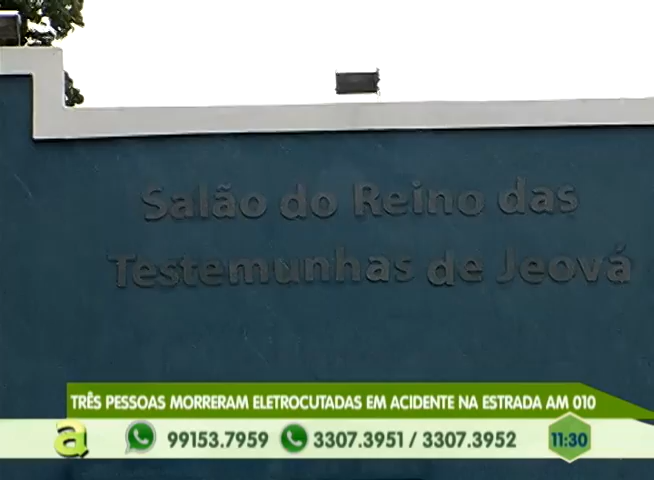 Salão do Reino das
Testemunhas de Jeová
TRÊS PESSOAS MORRERAM ELETROCUTADAS EM ACIDENTE NA ESTRADA AM 010
a 99153.7959 3307.3951 / 3307.3952 11:30